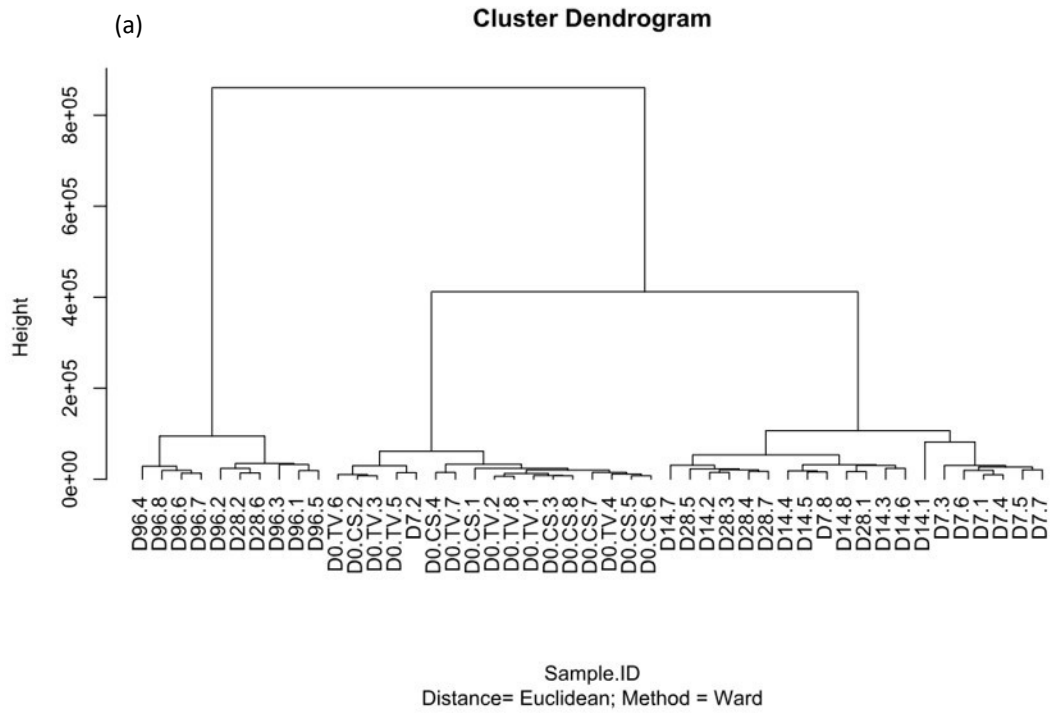 (a)
Cluster Dendrogram
Height
8e+05
6e+05
4e+05
2e+05
0e+00
D96.4
D96.8
D96.6
D96.7
D96.2
D28.2
D28.6
D96.3
D96.1
D96.5
D0.TV.6
D0.CS.2
D0.TV.3
D0.TV.5
D7.2
D0.CS.4
D0.TV.7
D0.CS.1
D0.TV.2
D0.TV.8
D0.TV.1
D0.CS.3
D0.CS.8
D0.CS.7
D0.TV.4
D0.CS.5
D0.CS.6
D14.7
D28.5
D14.2
D28.3
D28.4
D28.7
D14.4
D14.5
D7.8
D14.8
D28.1
D14.3
D14.6
D14.1
D7.3
D7.6
D7.1
D7.4
D7.5
D7.7
Sample.ID
Distance= Euclidean; Method = Ward